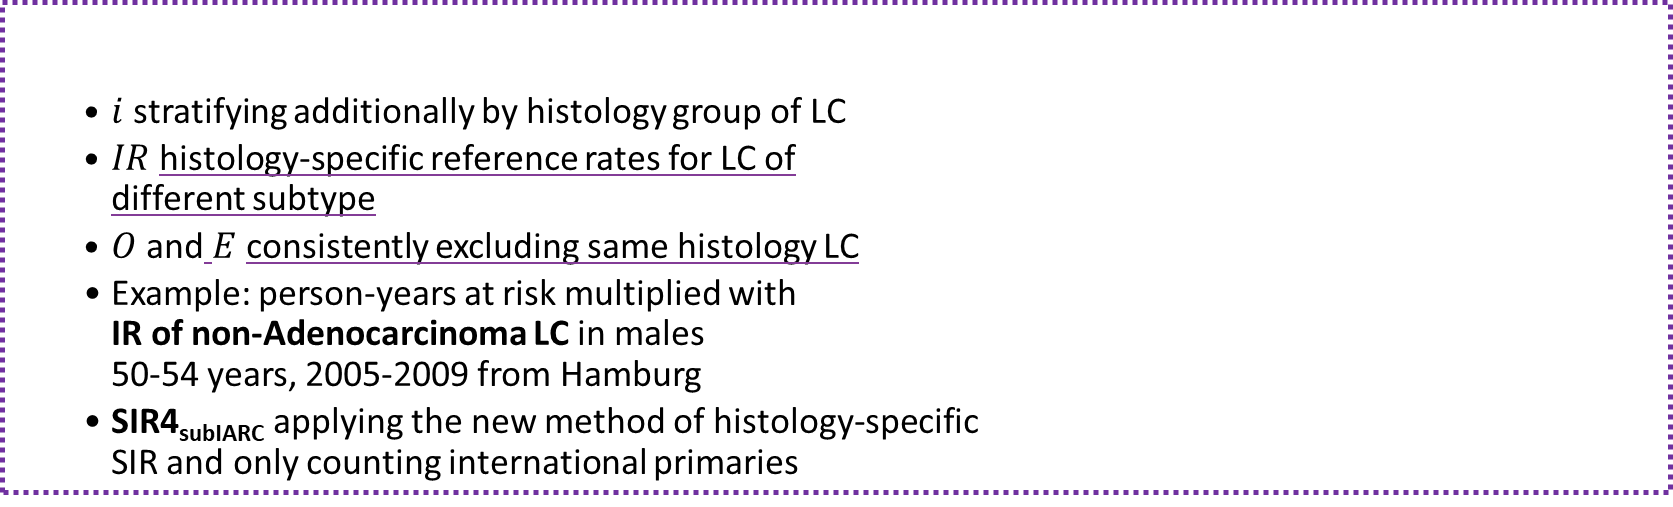 • i stratifying additionally by histology group of LC
• IR histology-specific reference rates for LC of
different subtype
• O and E consistently excluding same histology LC
• Example: person-years at risk multiplied with
IR of non-Adenocarcinoma LC in males
50-54 years, 2005-2009 from Hamburg
• SIR4subIARC applying the new method of histology-specific
SIR and only counting international primaries